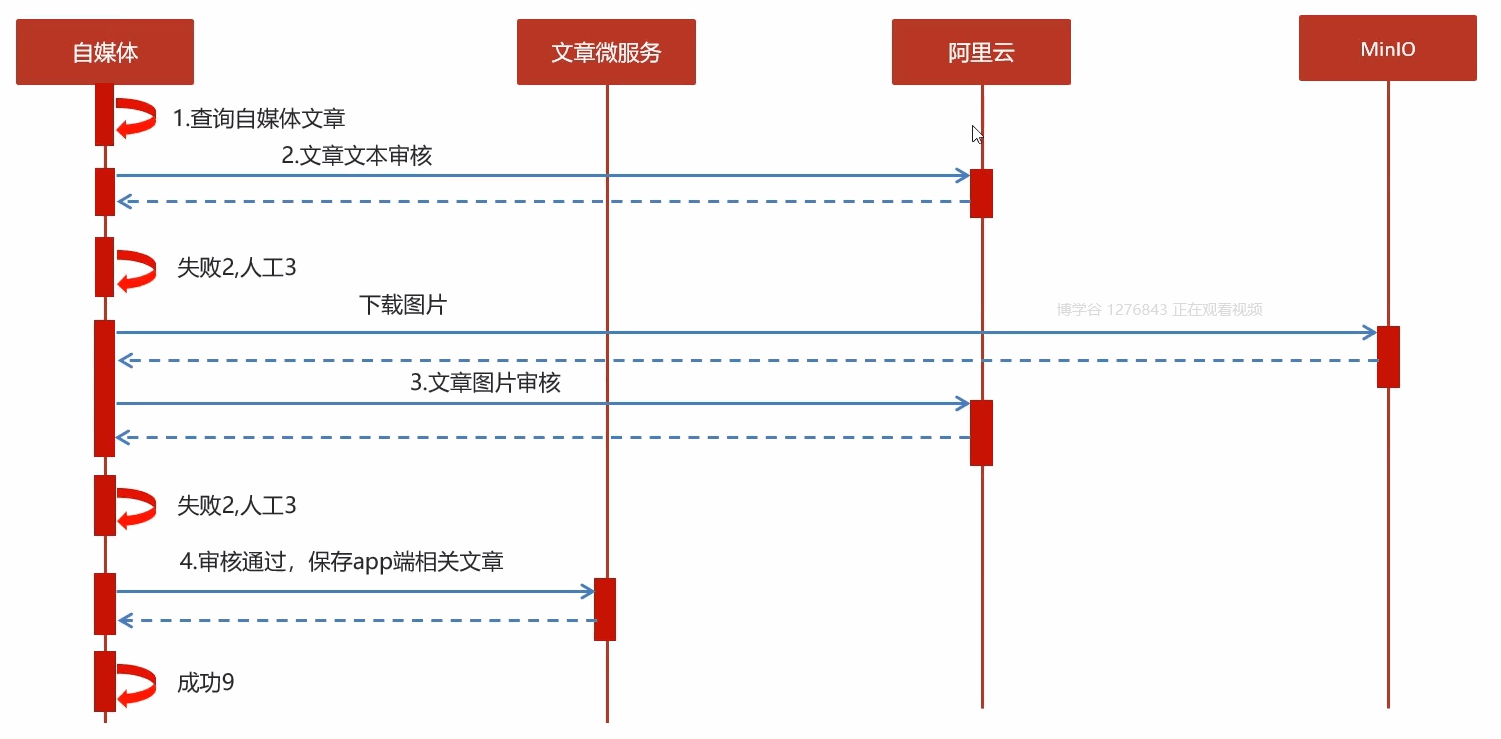 自媒体
文章微服务
阿里云
MinIO
1.查询自媒体文章
2.文章文本审核
失败2,人工3
下载图片
博学谷 1276843 正在观看视频
3.文章图片审核
失败2,人工3
4.审核通过，保存app端相关文章
成功9